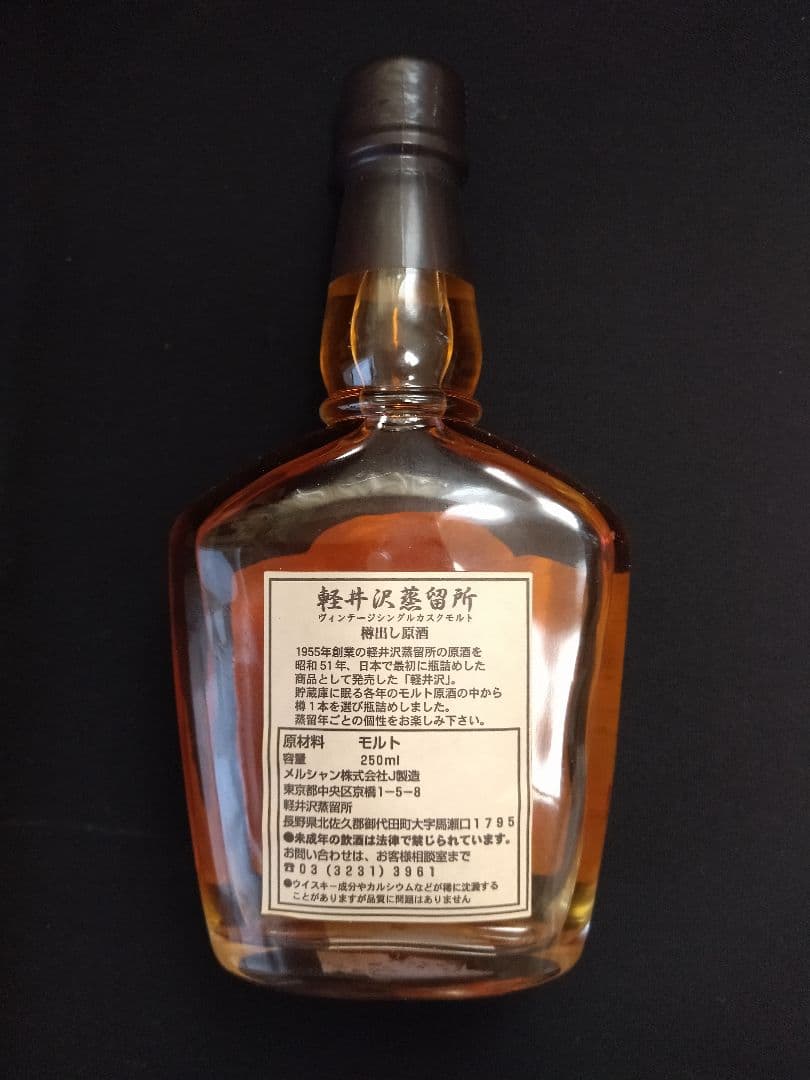 軽井沢蒸留所
ヴィンテージシングルカスクモルト
樽出し原酒
1955年創業の軽井沢蒸留所の原酒を
昭和51年、日本で最初に瓶詰めした
商品として発売した「軽井沢」。
貯蔵庫に眠る各年のモルト原酒の中から
樽1本を選び瓶詰めしました。
蒸留年ごとの個性をお楽しみ下さい。
原材料 モルト
容量 250ml
メルシャン株式会社J製造
東京都中央区京橋1-5-8
軽井沢蒸留所
長野県北佐久郡御代田町大字馬瀬口1795
●未成年の飲酒は法律で禁じられています。
お問い合わせは、お客様相談室まで
☎03(3231)3961
●ウイスキー成分やカルシウムなどが稀に沈澱する
ことがありますが品質に問題はありません